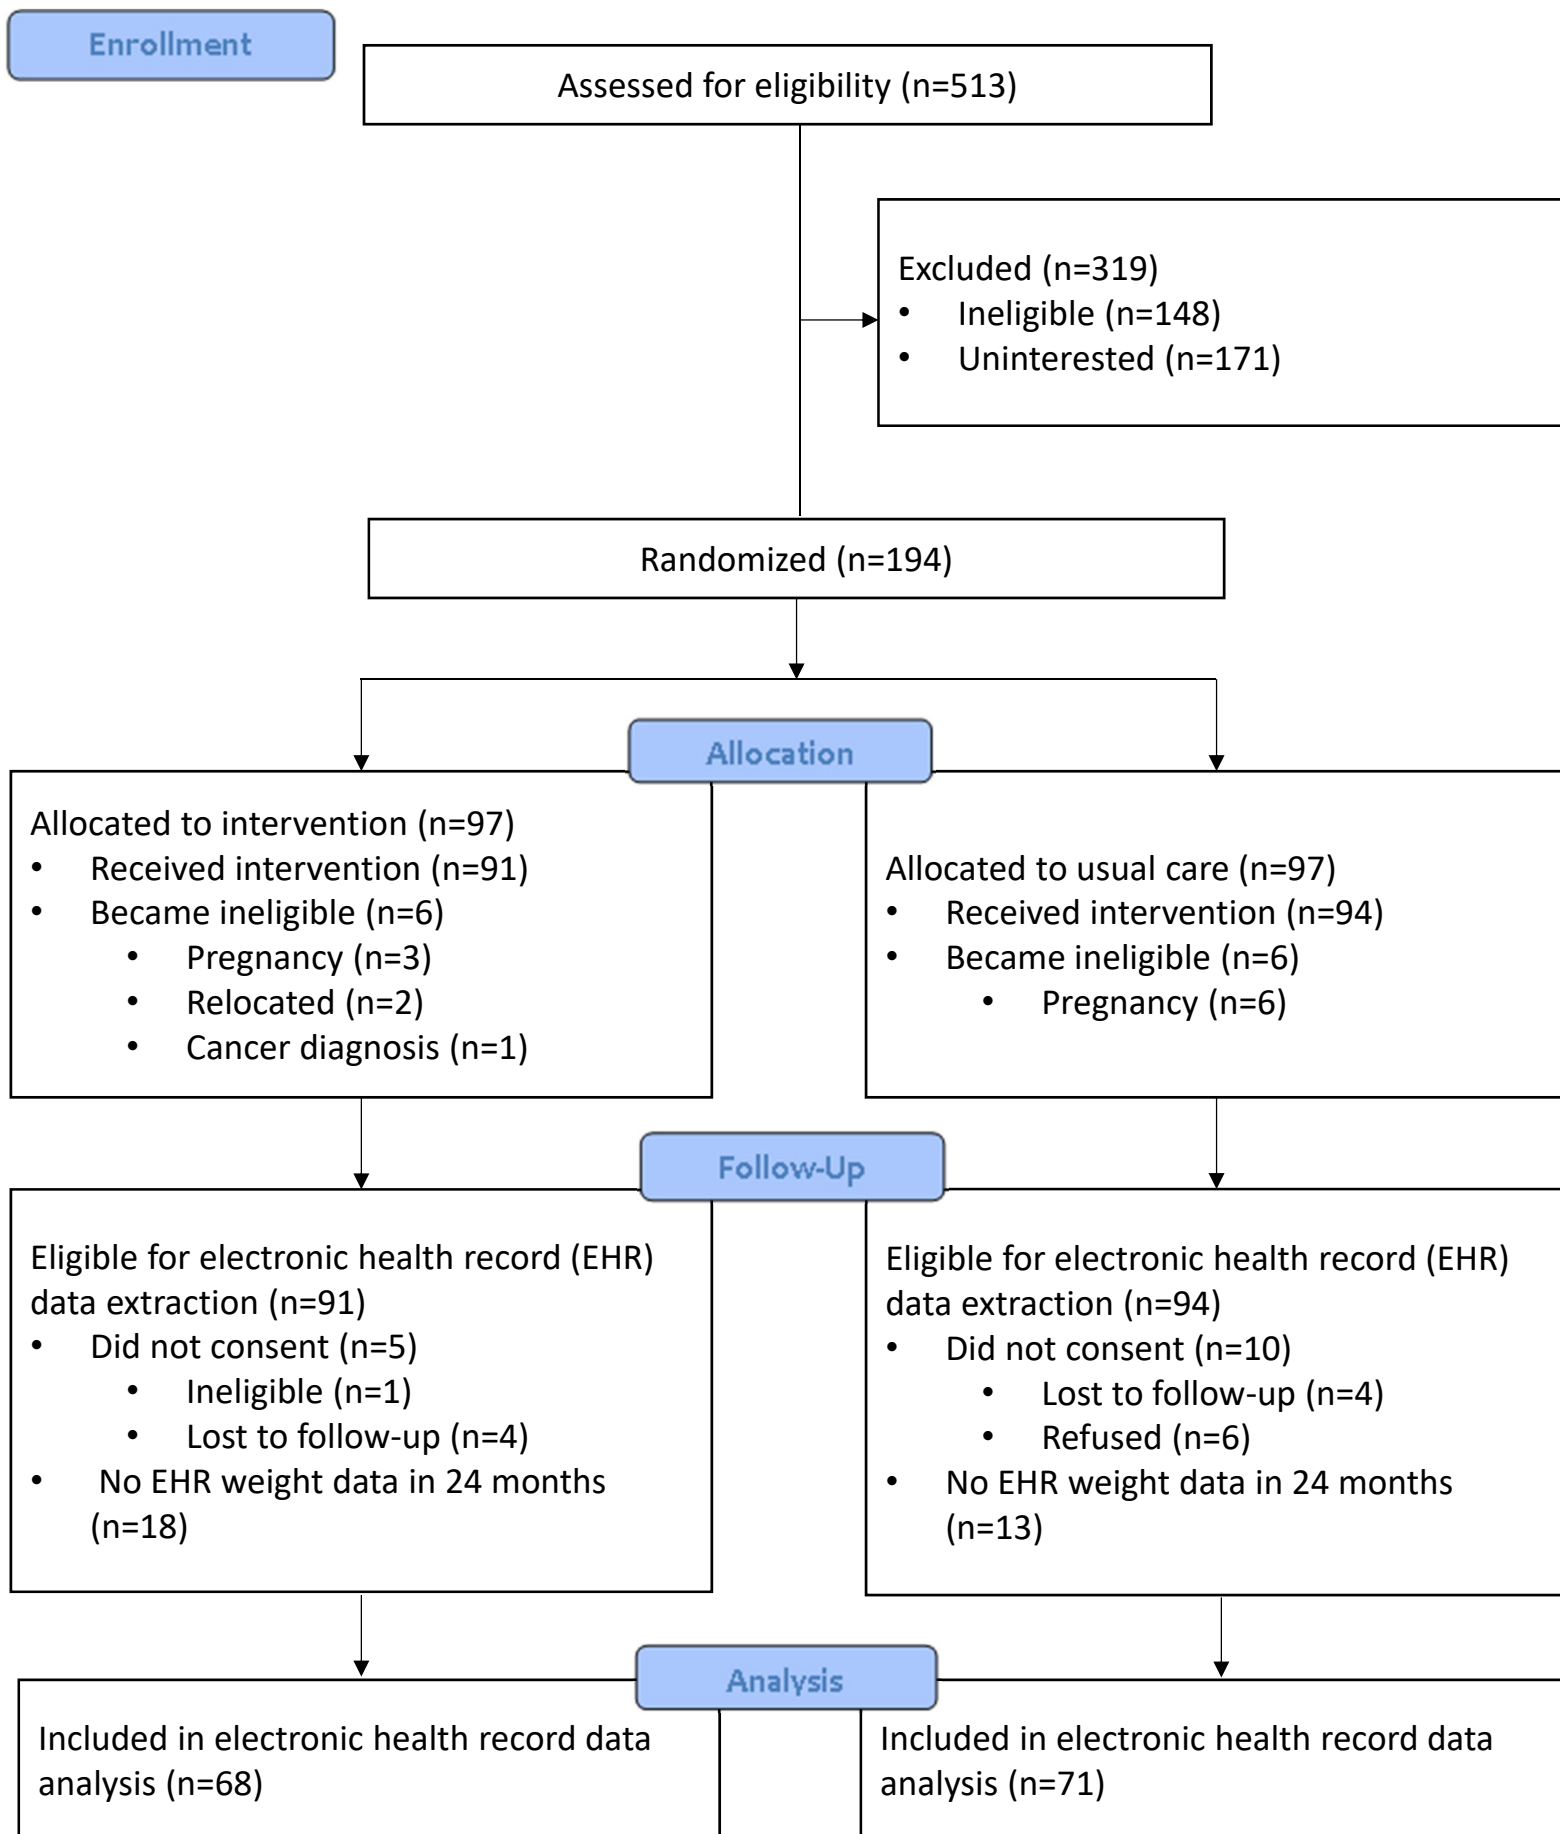 Enrollment
Assessed for eligibility (n=513)
Excluded (n=319)
• Ineligible (n=148)
• Uninterested (n=171)
Randomized (n=194)
Allocation
Allocated to intervention (n=97)
• Received intervention (n=91)
• Became ineligible (n=6)
• Pregnancy (n=3)
• Relocated (n=2)
• Cancer diagnosis (n=1)
Allocated to usual care (n=97)
• Received intervention (n=94)
• Became ineligible (n=6)
• Pregnancy (n=6)
Follow-Up
Eligible for electronic health record (EHR)
data extraction (n=91)
• Did not consent (n=5)
• Ineligible (n=1)
• Lost to follow-up (n=4)
• No EHR weight data in 24 months
(n=18)
Eligible for electronic health record (EHR)
data extraction (n=94)
• Did not consent (n=10)
• Lost to follow-up (n=4)
• Refused (n=6)
• No EHR weight data in 24 months
(n=13)
Analysis
Included in electronic health record data
analysis (n=68)
Included in electronic health record data
analysis (n=71)